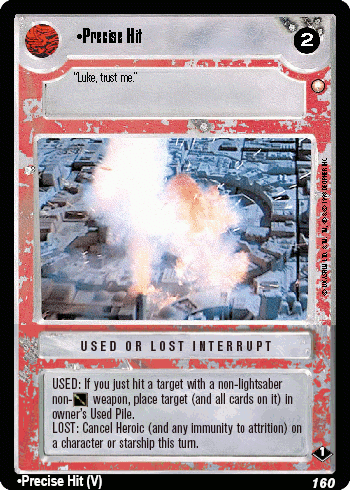 •Precise Hit
2
"Luke, trust me."
USED OR LOST INTERRUPT
USED: If you just hit a target with a non-lightsaber
non- weapon, place target (and all cards on it) in
owner's Used Pile.
LOST: Cancel Heroic (and any immunity to attrition) on
a character or starship this turn.
1
•Precise Hit (V)
160